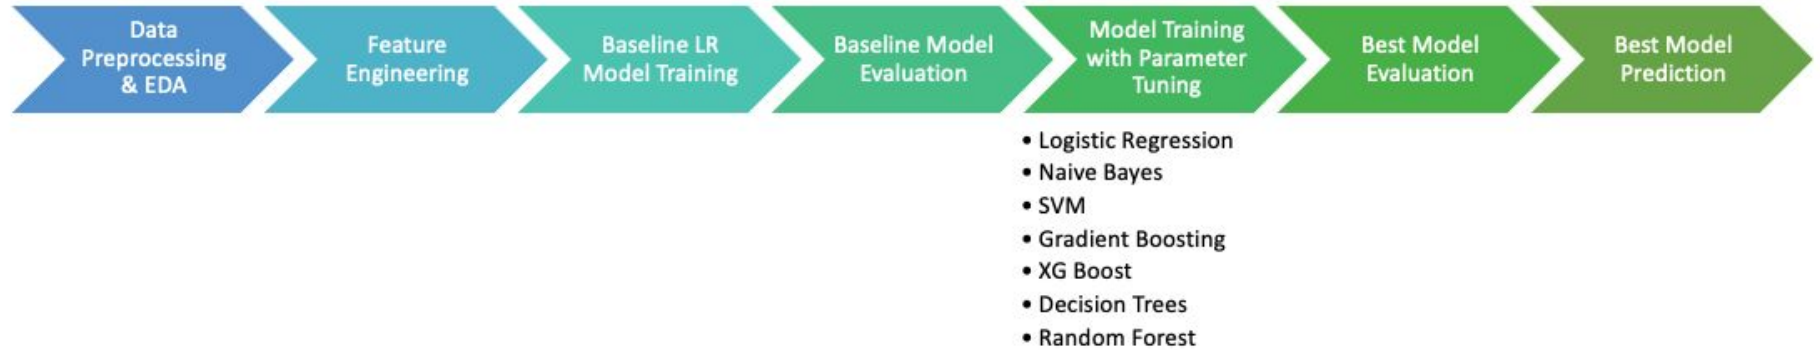 Data
Preprocessing
& EDA
Feature
Engineering
Baseline LR
Model Training
Baseline Model
Evaluation
Model Training
with Parameter
Tuning
Best Model
Evaluation
Best Model
Prediction
• Logistic Regression
• Naive Bayes
• SVM
• Gradient Boosting
• XG Boost
• Decision Trees
• Random Forest